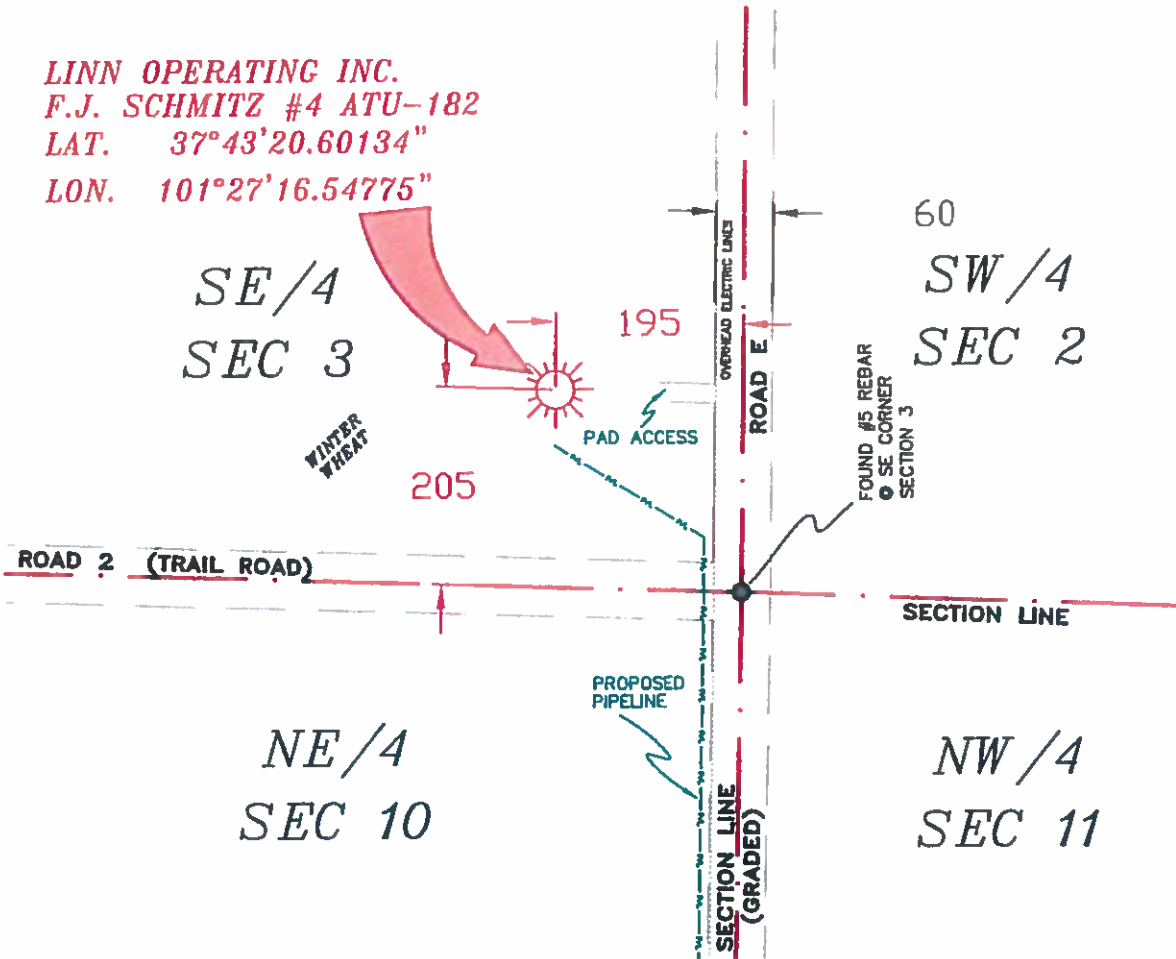 LINN OPERATING INC.
F.J. SCHMITZ #4 ATU-182
LAT. 37°43'20.60134"
LON. 101°27'16.54775"
60
SE/4
SEC 3
SW/4
SEC 2
195
OVERHEAD ELECTRIC LINES
ROAD E
FOUND #5 REBAR
@ SE CORNER
SECTION 3
PAD ACCESS
WINTER
WHEAT
205
ROAD 2 (TRAIL ROAD)
SECTION LINE
PROPOSED
PIPELINE
NE/4
SEC 10
NW/4
SEC 11
SECTION LINE
(GRADED)